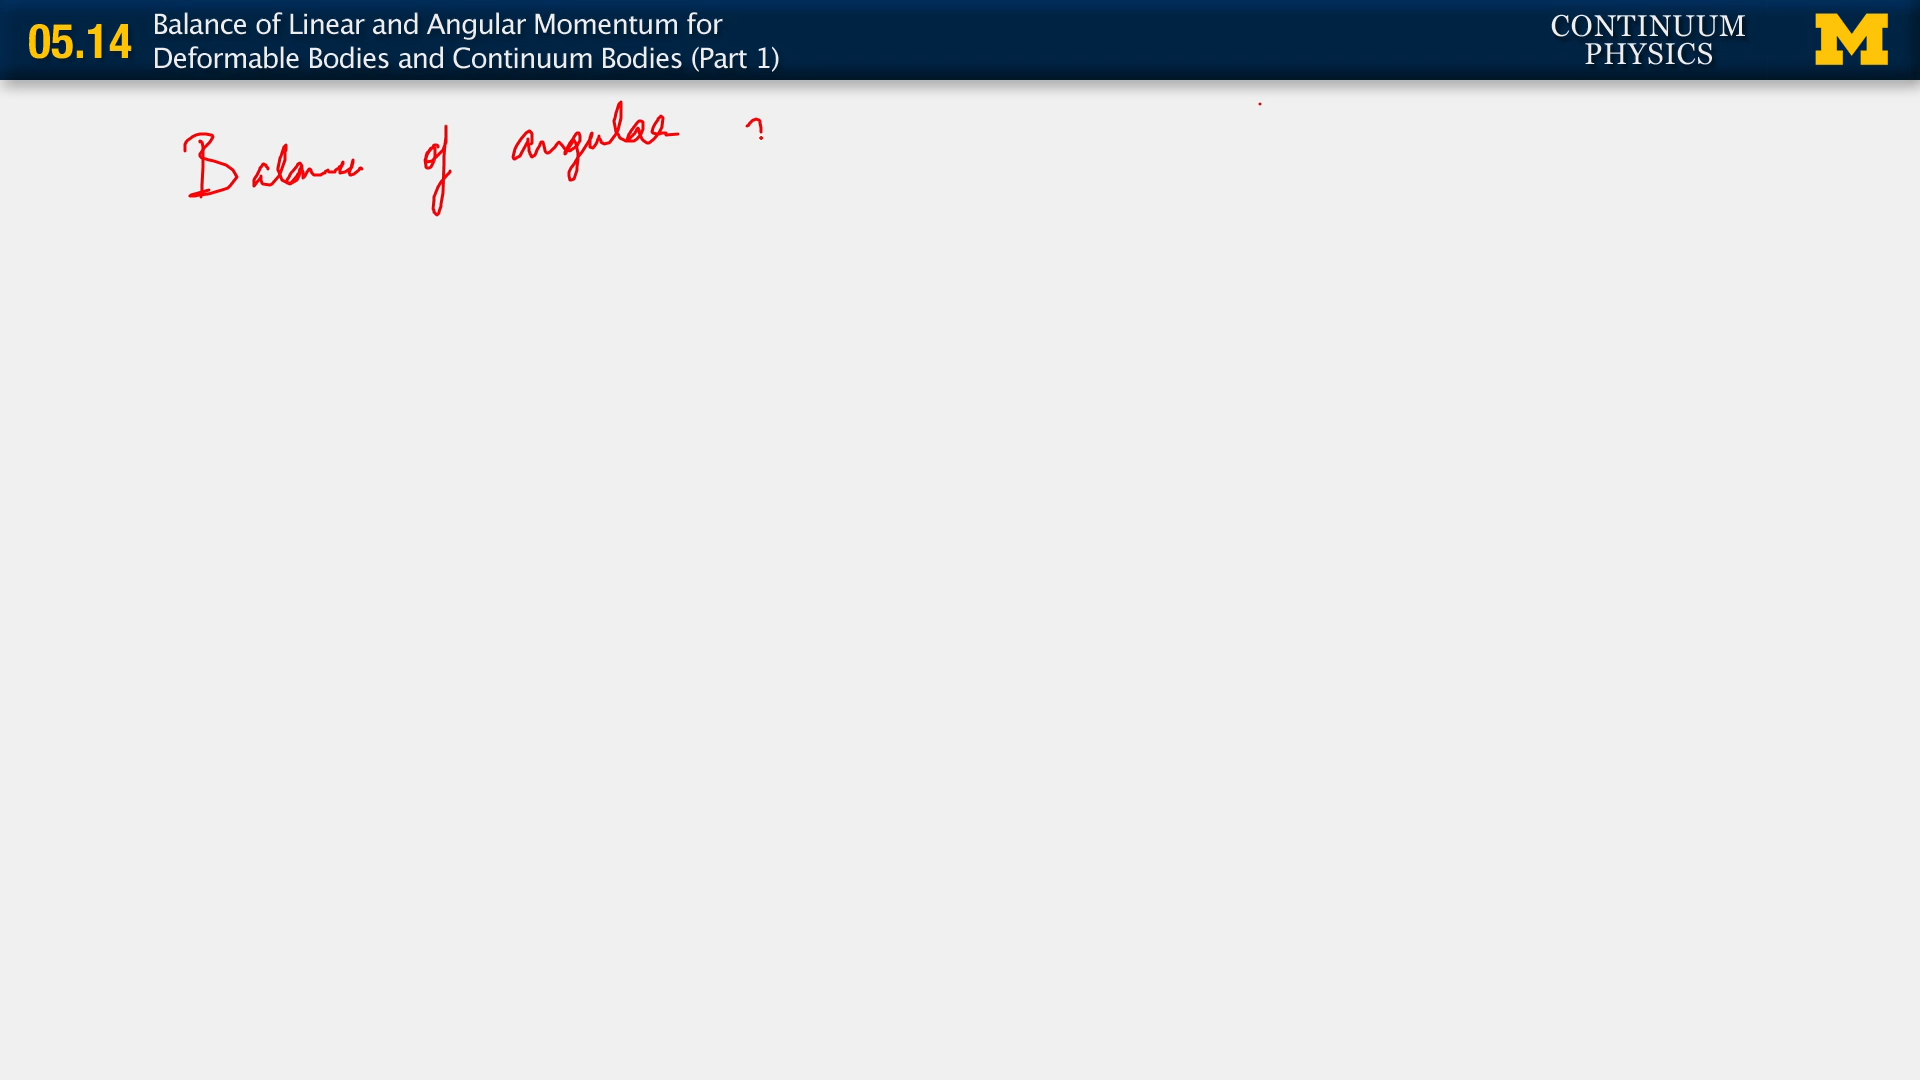 05.14
Balance of Linear and Angular Momentum for
Deformable Bodies and Continuum Bodies (Part 1)
CONTINUUM
PHYSICS
M
Balance of angular